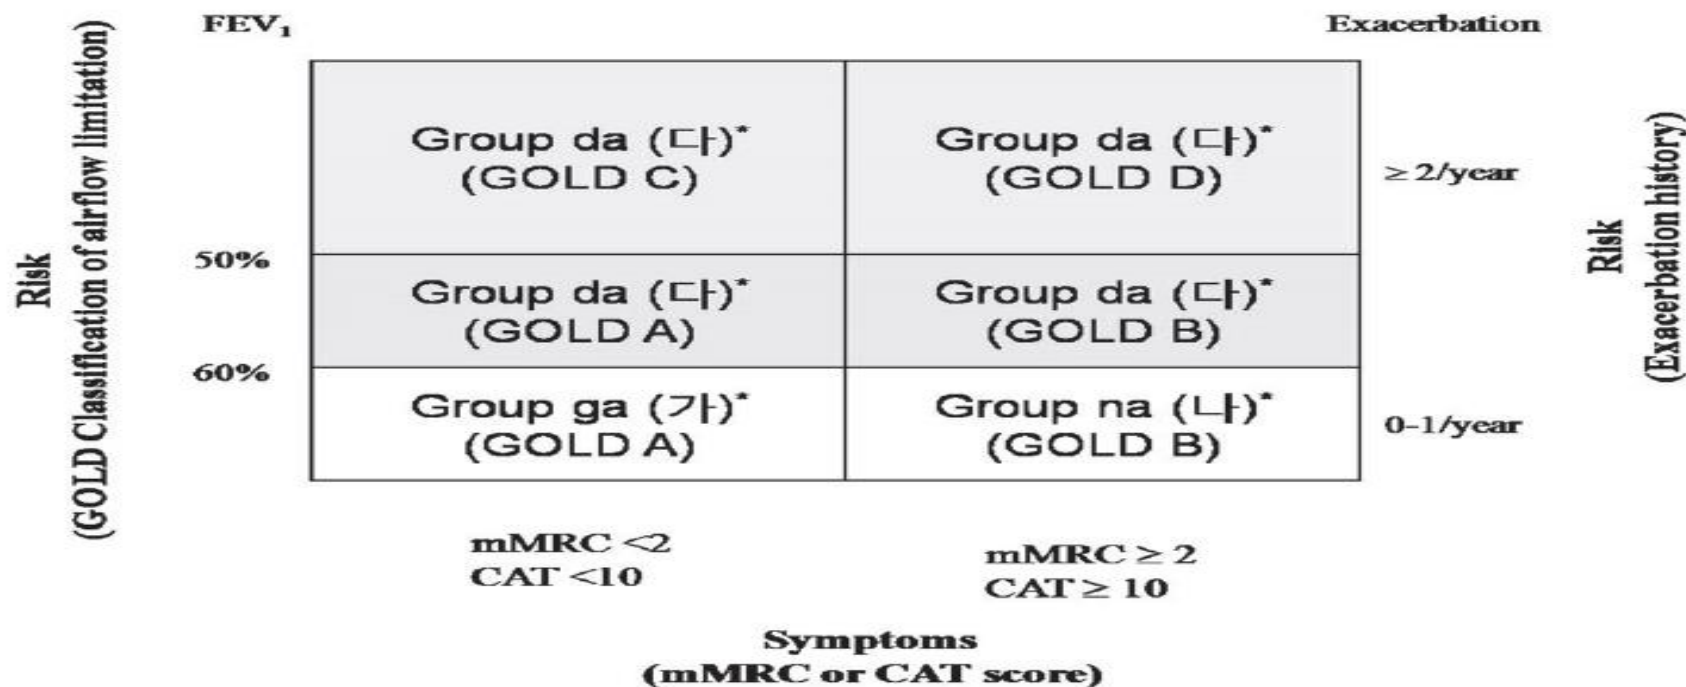 FEV₁
Exacerbation
Risk
(GOLD Classification of airflow limitation)
Group da (다)*
(GOLD C)
Group da (다)*
(GOLD D)
≥ 2/year
50%
Group da (다)*
(GOLD A)
Group da (다)*
(GOLD B)
60%
Group ga (가)*
(GOLD A)
Group na (나)*
(GOLD B)
0-1/year
Risk
(Exacerbation history)
mMRC <2
CAT <10
mMRC ≥ 2
CAT ≥ 10
Symptoms
(mMRC or CAT score)